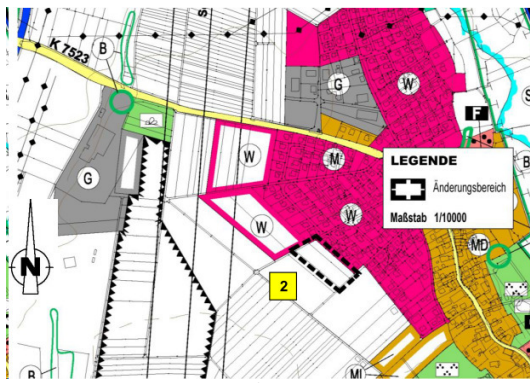 K 7523
S
B
G
W
W
F
S
W
M
B
LEGENDE
Änderungsbereich
Maßstab 1/10000
G
W
W
MD
N
2
B
MI